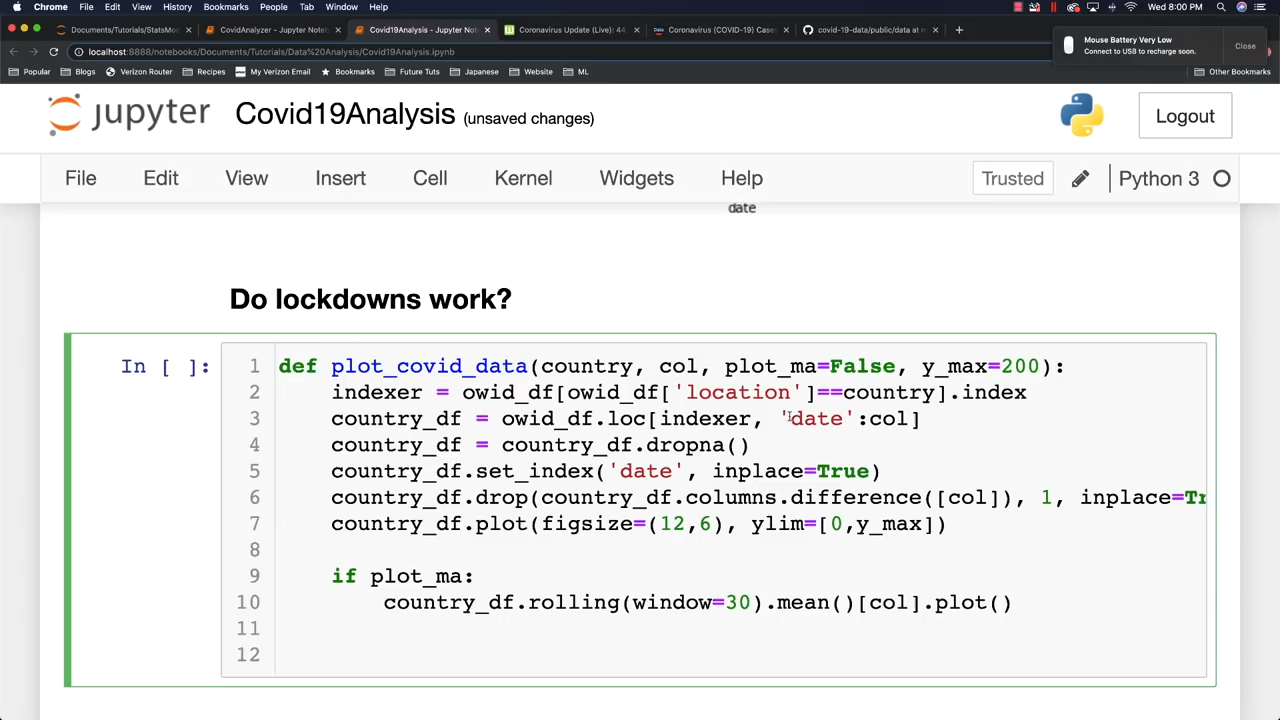 Chrome File Edit View History Bookmarks People Tab Window Help Wed 8:00 PM
Documents/Tutorials/StatsMod CovidAnalyzer - Jupyter Noteb Covid19Analysis - Jupyter Not Coronavirus Update (Live): 44, Coronavirus (COVID-19) Cases covid-19-data/public/data at m
localhost:8888/notebooks/Documents/Tutorials/Data%20Analysis/Covid19Analysis.ipynb
Mouse Battery Very Low
Connect to USB to recharge soon.
Close
Popular Blogs Verizon Router Recipes My Verizon Email Bookmarks Future Tuts Japanese Website ML Other Bookmarks
jupyter Covid19Analysis (unsaved changes) Logout
File Edit View Insert Cell Kernel Widgets Help Trusted Python 3
date
Do lockdowns work?
In [ ]:
1 def plot_covid_data(country, col, plot_ma=False, y_max=200):
2 indexer = owid_df[owid_df['location']==country].index
3 country_df = owid_df.loc[indexer, 'date':col]
4 country_df = country_df.dropna()
5 country_df.set_index('date', inplace=True)
6 country_df.drop(country_df.columns.difference([col]), 1, inplace=Tr
7 country_df.plot(figsize=(12,6), ylim=[0,y_max])
8
9 if plot_ma:
10 country_df.rolling(window=30).mean()[col].plot()
11
12